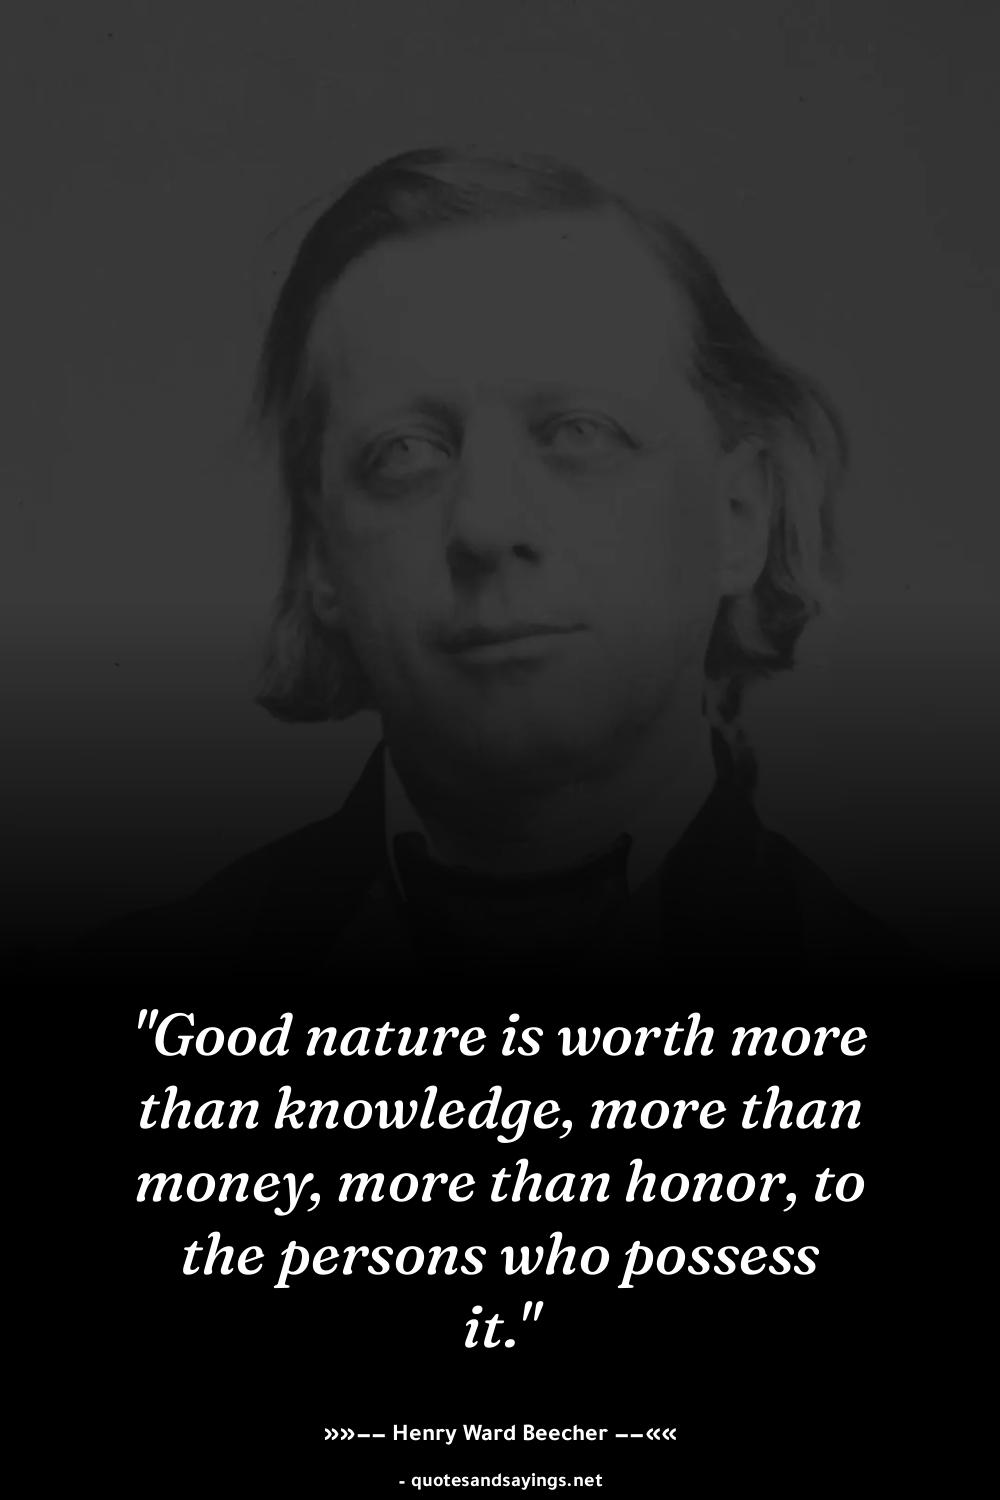 "Good nature is worth more
than knowledge, more than
money, more than honor, to
the persons who possess
it."
»»–– Henry Ward Beecher ––««
- quotesandsayings.net